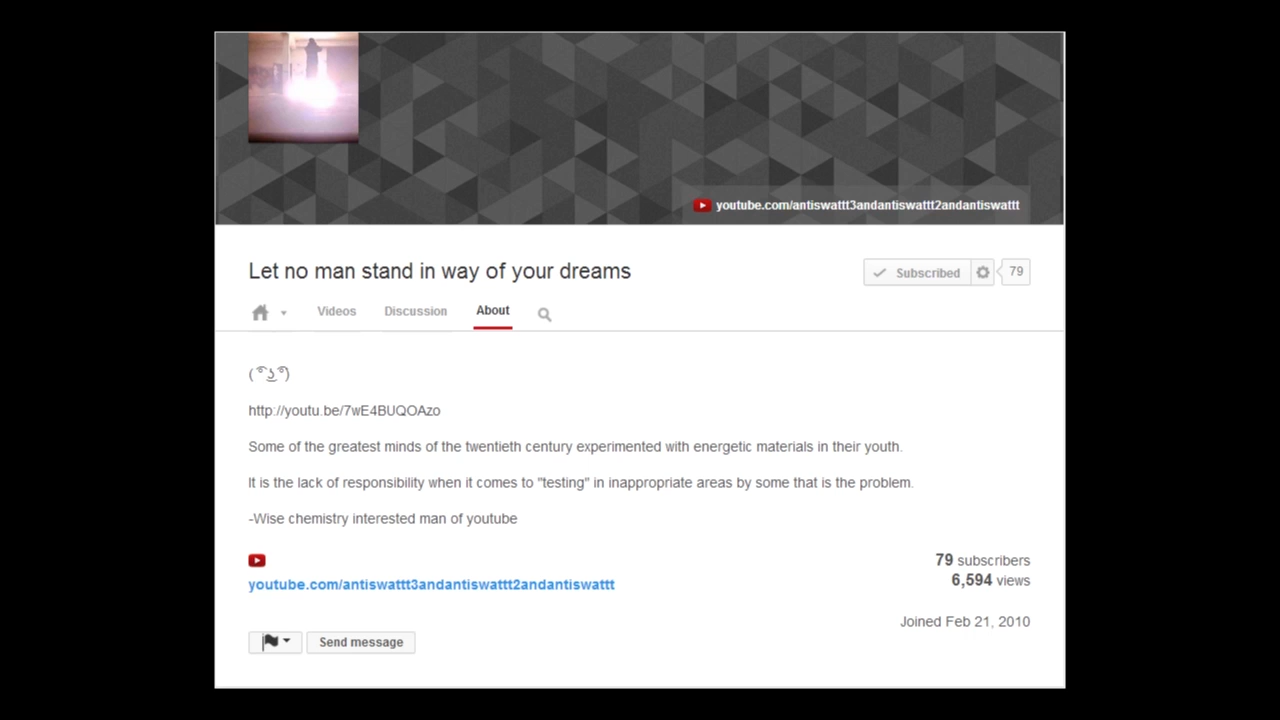 youtube.com/antiswattt3andantiswattt2andantiswattt
Let no man stand in way of your dreams
Subscribed 79
Videos Discussion About
( ͡° ͜ʖ ͡°)
http://youtu.be/7wE4BUQOAzo
Some of the greatest minds of the twentieth century experimented with energetic materials in their youth.
It is the lack of responsibility when it comes to "testing" in inappropriate areas by some that is the problem.
-Wise chemistry interested man of youtube
79 subscribers
youtube.com/antiswattt3andantiswattt2andantiswattt
6,594 views
Joined Feb 21, 2010
Send message